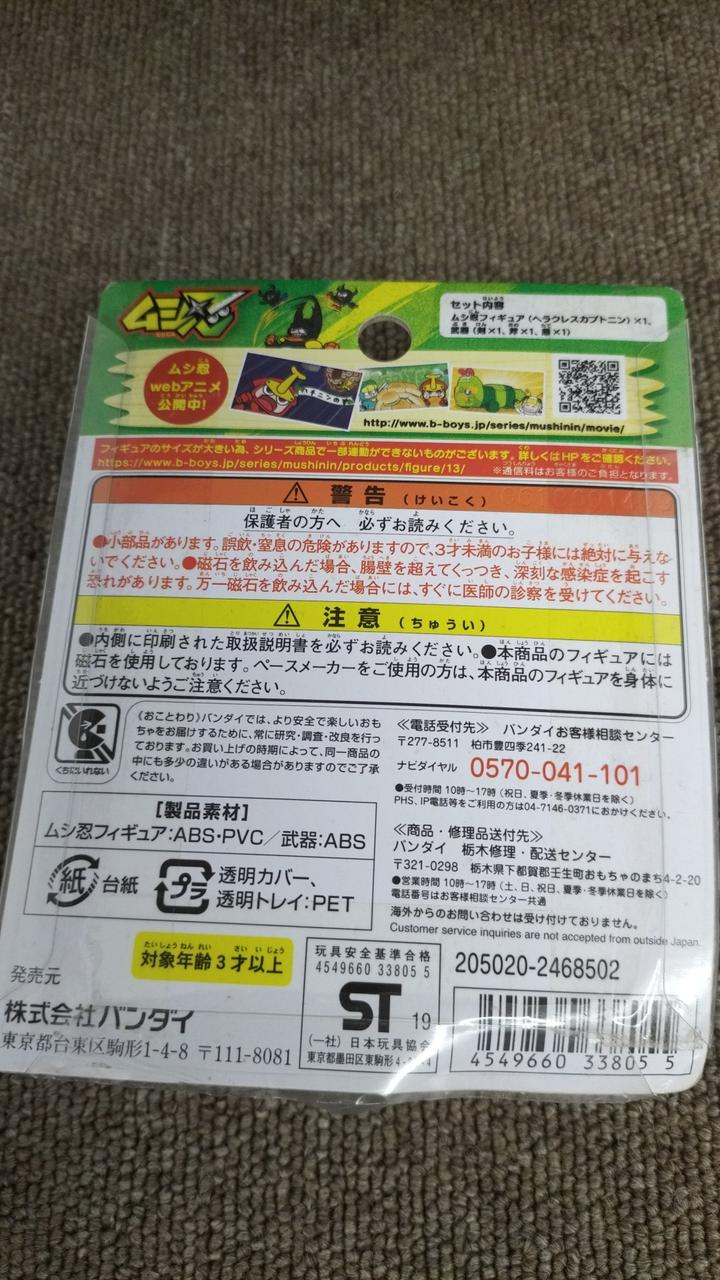 ムシ忍
セット内容
ムシ忍フィギュア（ヘラクレスカブトニン）×1、
武器（剣×1、斧×1、盾×1）
ムシ忍
webアニメ
公開中！
http://www.b-boys.jp/series/mushinin/movie/
フィギュアのサイズが大きい為、シリーズ商品で一部連動ができないものがございます。詳しくはHPをご確認ください。
https://www.b-boys.jp/series/mushinin/products/figure/13/
※通信料はお客様のご負担となります。
警告（けいこく）
保護者の方へ 必ずお読みください。
●小部品があります。誤飲・窒息の危険がありますので、3才未満のお子様には絶対に与えな
いでください。●磁石を飲み込んだ場合、腸壁を超えてくっつき、深刻な感染症を起こす
恐れがあります。万一磁石を飲み込んだ場合には、すぐに医師の診察を受けてください。
注意（ちゅうい）
●内側に印刷された取扱説明書を必ずお読みください。●本商品のフィギュアには
磁石を使用しております。ペースメーカーをご使用の方は、本商品のフィギュアを身体に
近づけないようご注意ください。
くちにいれない
《おことわり》バンダイでは、より安全で楽しいおも
ちゃをお届けするために、常に研究・調査・改良を行っ
ております。お買い上げの時期によって、同一商品の
中にも多少の違いがある場合がありますのでご了承
ください。
≪電話受付先≫ バンダイお客様相談センター
〒277-8511 柏市豊四季241-22
ナビダイヤル 0570-041-101
●受付時間 10時〜17時（祝日、夏季・冬季休業日を除く）
PHS、IP電話等をご利用の方は04-7146-0371におかけください。
【製品素材】
ムシ忍フィギュア：ABS・PVC／武器：ABS
紙 台紙
プラ 透明カバー、
透明トレイ：PET
≪商品・修理品送付先≫
バンダイ 栃木修理・配送センター
〒321-0298 栃木県下都賀郡壬生町おもちゃのまち4-2-20
●営業時間 10時〜17時（土、日、祝日、夏季・冬季休業日を除く）
電話番号はお客様相談センター共通
海外からのお問い合わせは受け付けておりません。
Customer service inquiries are not accepted from outside Japan.
対象年齢3才以上
発売元
株式会社バンダイ
東京都台東区駒形1-4-8 〒111-8081
玩具安全基準合格
4549660 33805 5
ST 19
（一社）日本玩具協会
東京都墨田区東駒形
205020-2468502
4549660 338055